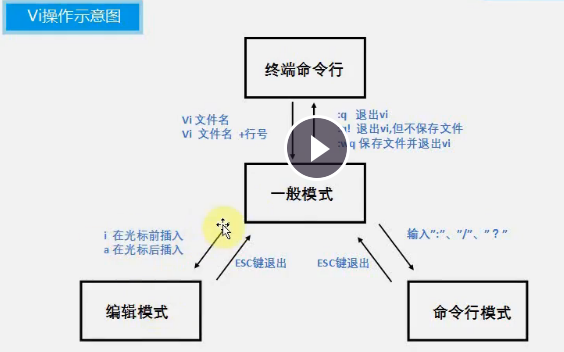 Vi操作示意图
终端命令行
Vi 文件名
Vi 文件名 +行号
:q 退出vi
q! 退出vi,但不保存文件
:wq 保存文件并退出vi
一般模式
i 在光标前插入
a 在光标后插入
ESC键退出
ESC键退出
输入":"、"/"、"？"
编辑模式
命令行模式